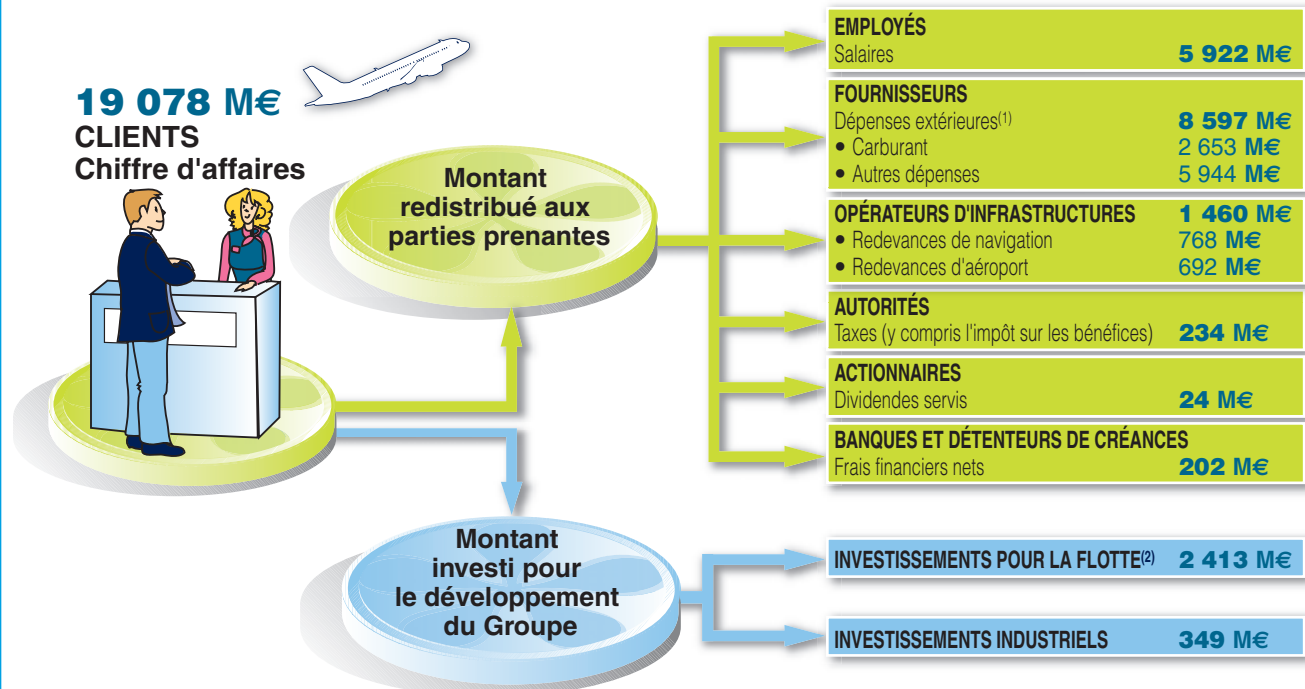 19 078 M€
CLIENTS
Chiffre d'affaires
Montant
redistribué aux
parties prenantes
EMPLOYÉS
Salaires 5 922 M€
FOURNISSEURS
Dépenses extérieures(1) 8 597 M€
• Carburant 2 653 M€
• Autres dépenses 5 944 M€
OPÉRATEURS D'INFRASTRUCTURES 1 460 M€
• Redevances de navigation 768 M€
• Redevances d'aéroport 692 M€
AUTORITÉS
Taxes (y compris l'impôt sur les bénéfices) 234 M€
ACTIONNAIRES
Dividendes servis 24 M€
BANQUES ET DÉTENTEURS DE CRÉANCES
Frais financiers nets 202 M€
Montant
investi pour
le développement
du Groupe
INVESTISSEMENTS POUR LA FLOTTE(2) 2 413 M€
INVESTISSEMENTS INDUSTRIELS 349 M€